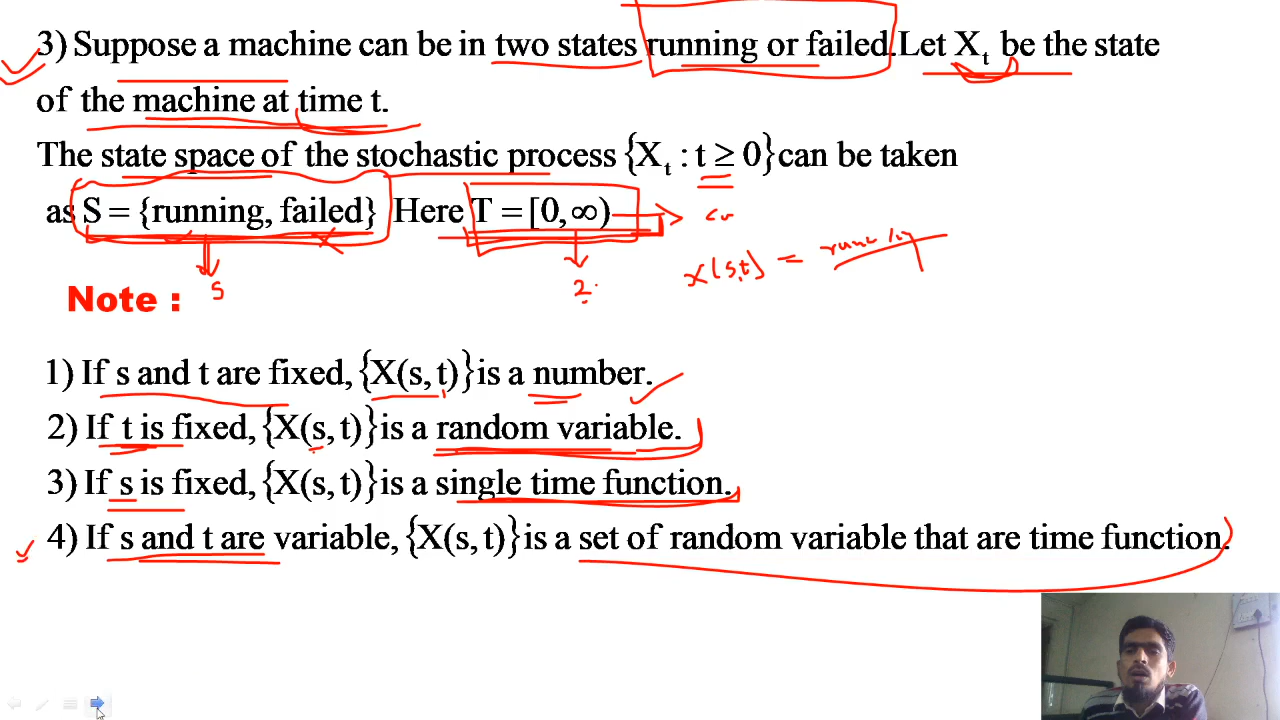 3) Suppose a machine can be in two states running or failed. Let Xₜ be the state
of the machine at time t.
The state space of the stochastic process {Xₜ : t ≥ 0} can be taken
as S = {running, failed} Here T = [0, ∞)
S
2.
X(s,t) =
Note :
1) If s and t are fixed, {X(s, t)} is a number.
2) If t is fixed, {X(s, t)} is a random variable.
3) If s is fixed, {X(s, t)} is a single time function.
4) If s and t are variable, {X(s, t)} is a set of random variable that are time function.